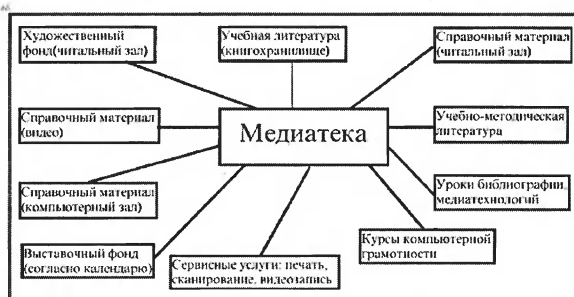 Художественный
фонд(читальный зал)
Учебная литература
(книгохранилище)
Справочный материал
(читальный зал)
Справочный материал
(видео)
Медиатека
Учебно-методическая
литература
Справочный материал
(компьютерный зал)
Уроки библиографии,
медиатехнологий
Выставочный фонд
(согласно календарю)
Сервисные услуги: печать,
сканирование, видеозапись
Курсы компьютерной
грамотности